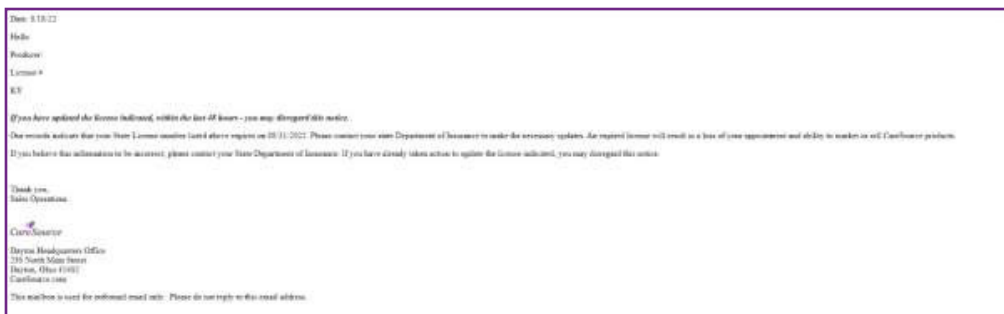 Date: 8/18/22
Hello
Producer:
License #
KY
If you have updated the license indicated, within the last 48 hours - you may disregard this notice.
Our records indicate that your State License number listed above expires on 08/31/2022. Please contact your state Department of Insurance to make the necessary updates. An expired license will result in a loss of your appointment and ability to market or sell CareSource products.
If you believe this information to be incorrect, please contact your State Department of Insurance. If you have already taken action to update the license indicated, you may disregard this notice.
Thank you,
Sales Operations
CareSource
Dayton Headquarters Office
North Main Street
Dayton, Ohio
CareSource.com
This mailbox is used for outbound email only. Please do not reply to this email address.